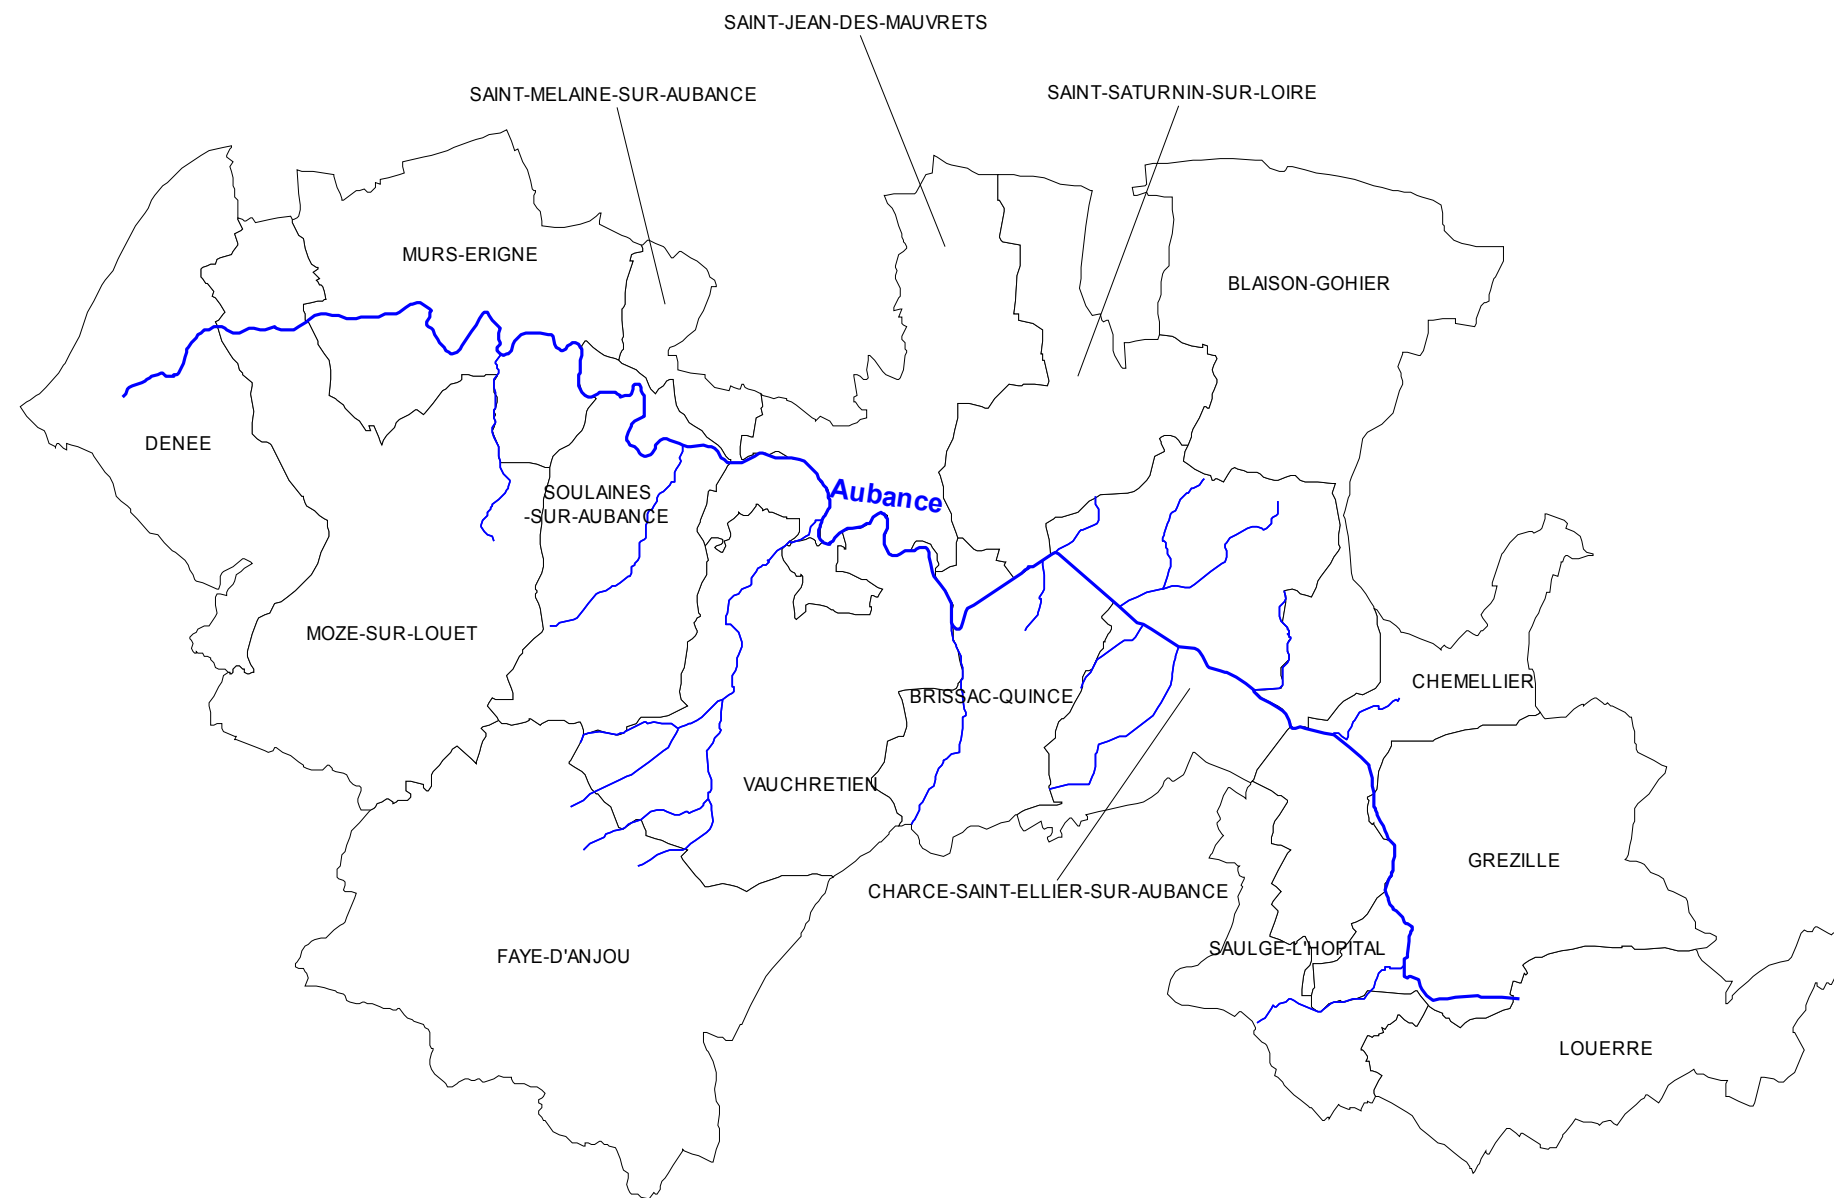 SAINT-JEAN-DES-MAUVRETS
SAINT-MELAINE-SUR-AUBANCE
SAINT-SATURNIN-SUR-LOIRE
MURS-ERIGNE
BLAISON-GOHIER
DENEE
SOULAINES
-SUR-AUBANCE
Aubance
MOZE-SUR-LOUET
BRISSAC-QUINCE
CHEMELLIER
VAUCHRETIEN
GREZILLE
CHARCE-SAINT-ELLIER-SUR-AUBANCE
FAYE-D'ANJOU
SAULGE-L'HOPITAL
LOUERRE